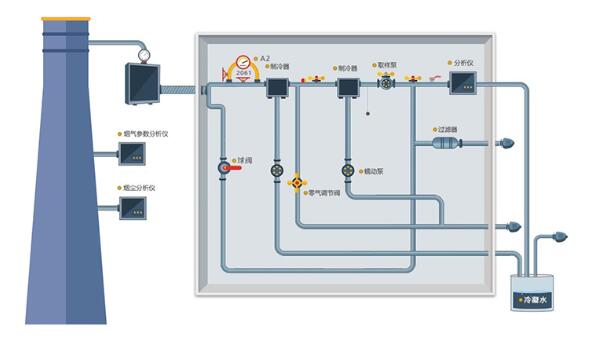 A2
2061
制冷器
制冷器
取样泵
分析仪
烟气参数分析仪
过滤器
球阀
蠕动泵
烟尘分析仪
零气调节阀
冷凝水